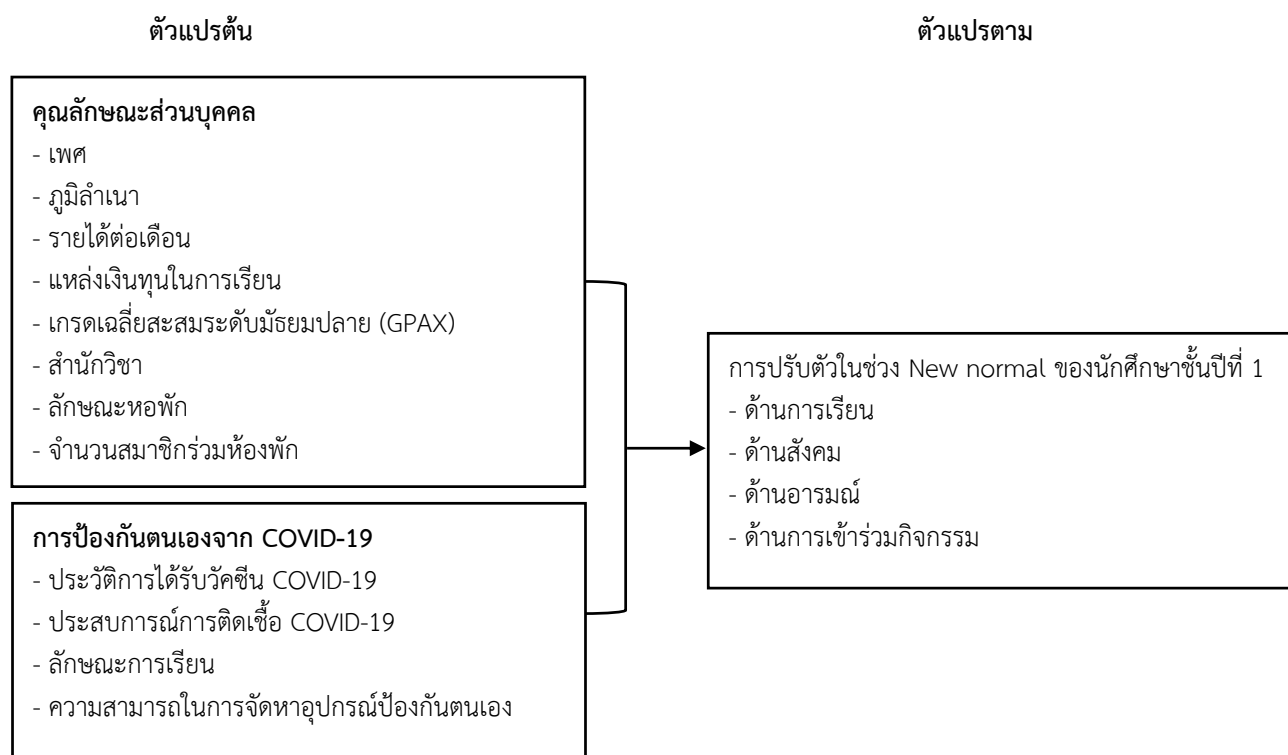 ตัวแปรต้น
ตัวแปรตาม
คุณลักษณะส่วนบุคคล
- เพศ
- ภูมิลำเนา
- รายได้ต่อเดือน
- แหล่งเงินทุนในการเรียน
- เกรดเฉลี่ยสะสมระดับมัธยมปลาย (GPAX)
- สำนักวิชา
- ลักษณะหอพัก
- จำนวนสมาชิกร่วมห้องพัก
การป้องกันตนเองจาก COVID-19
- ประวัติการได้รับวัคซีน COVID-19
- ประสบการณ์การติดเชื้อ COVID-19
- ลักษณะการเรียน
- ความสามารถในการจัดหาอุปกรณ์ป้องกันตนเอง
การปรับตัวในช่วง New normal ของนักศึกษาชั้นปีที่ 1
- ด้านการเรียน
- ด้านสังคม
- ด้านอารมณ์
- ด้านการเข้าร่วมกิจกรรม